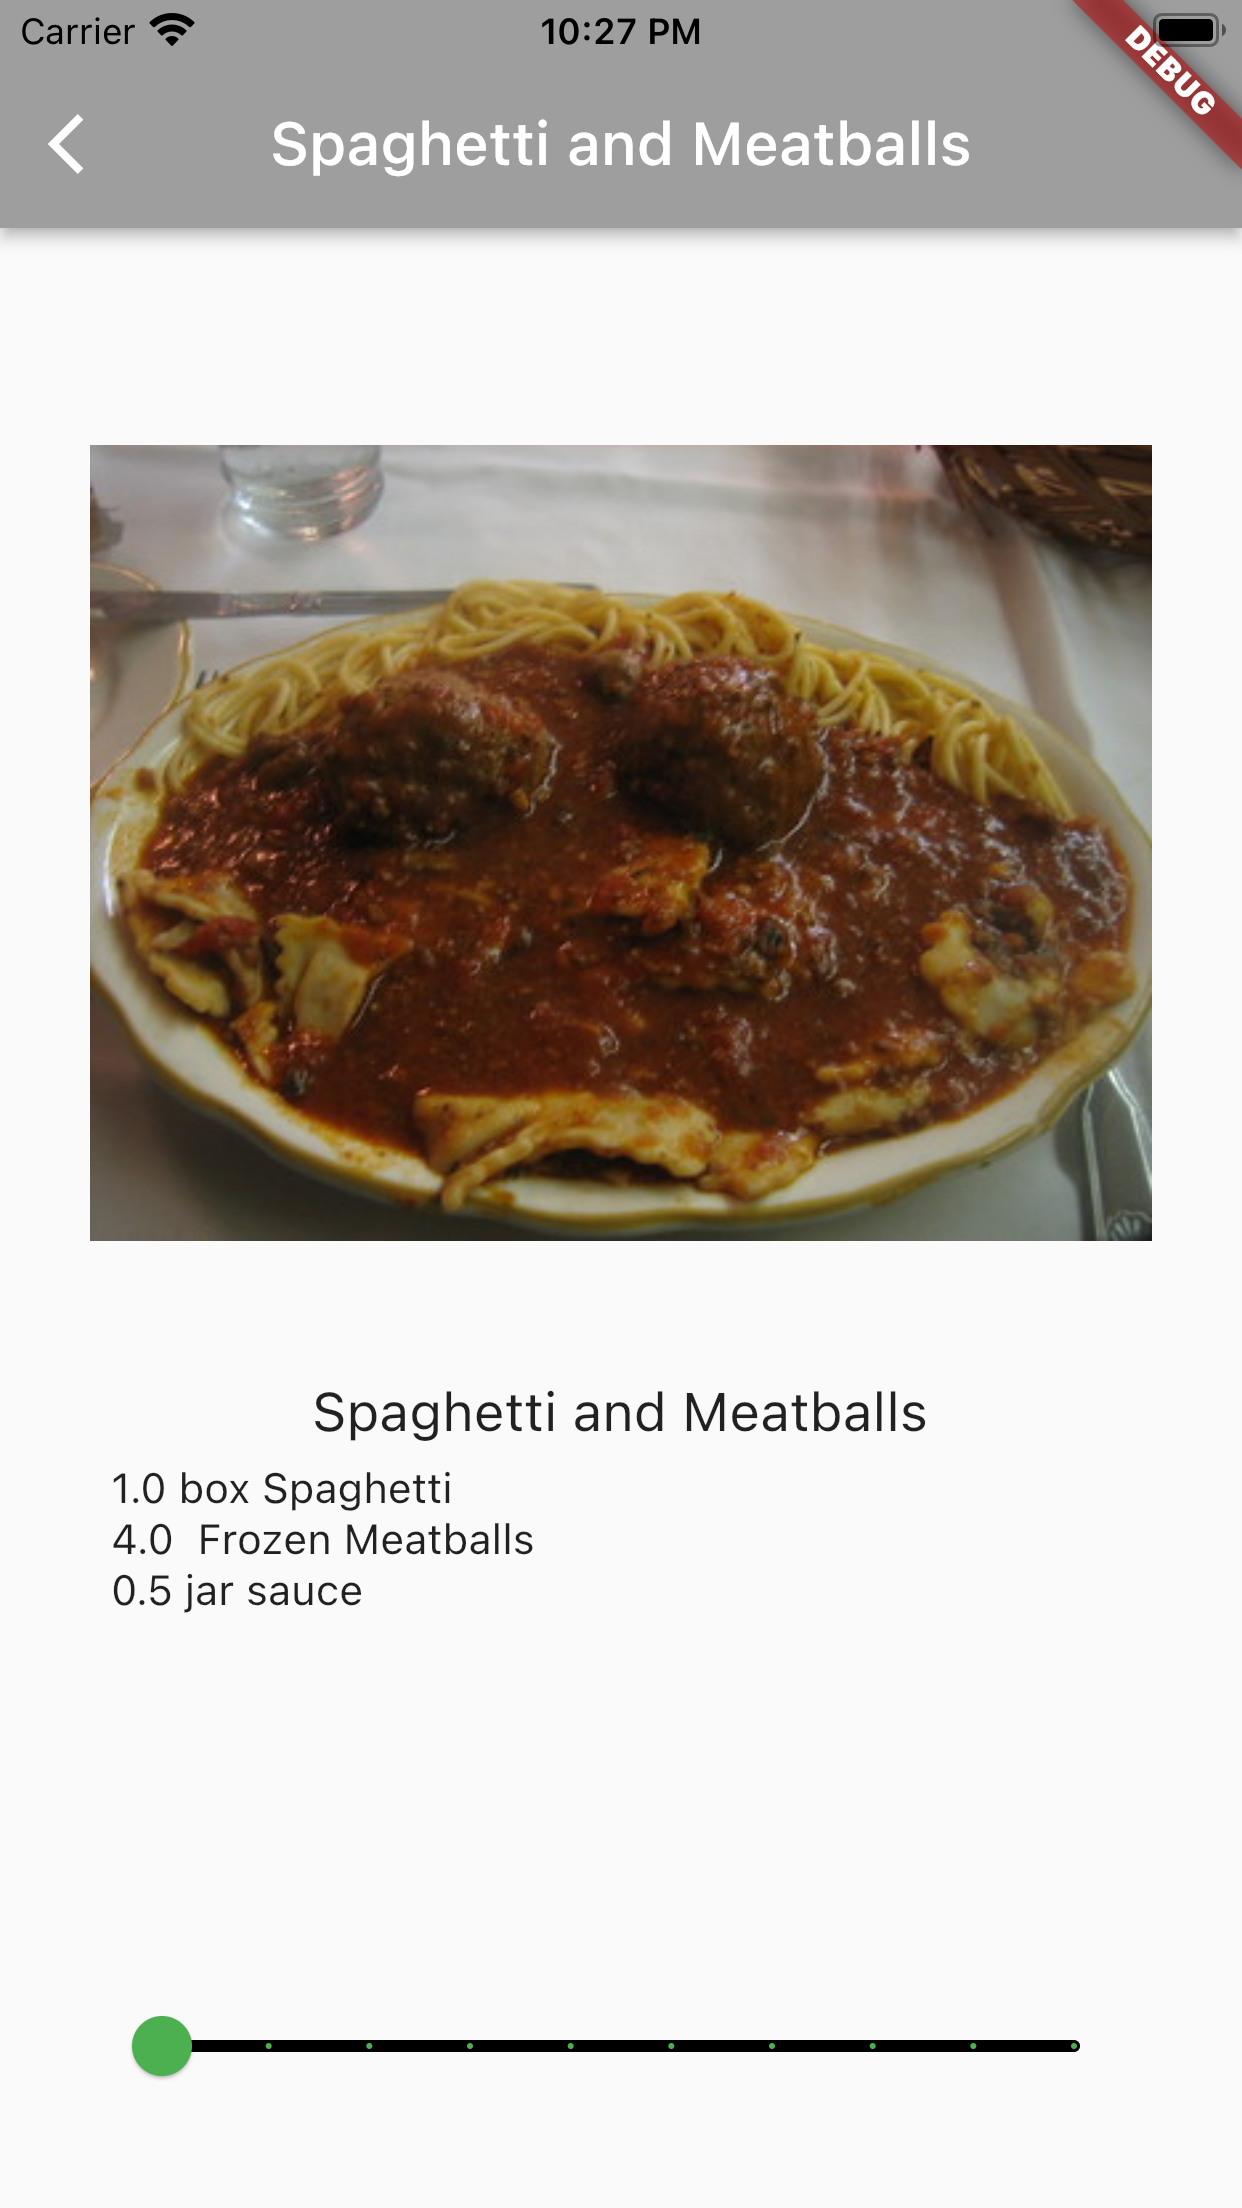 Carrier 10:27 PM
DEBUG
Spaghetti and Meatballs
Spaghetti and Meatballs
1.0 box Spaghetti
4.0  Frozen Meatballs
0.5 jar sauce